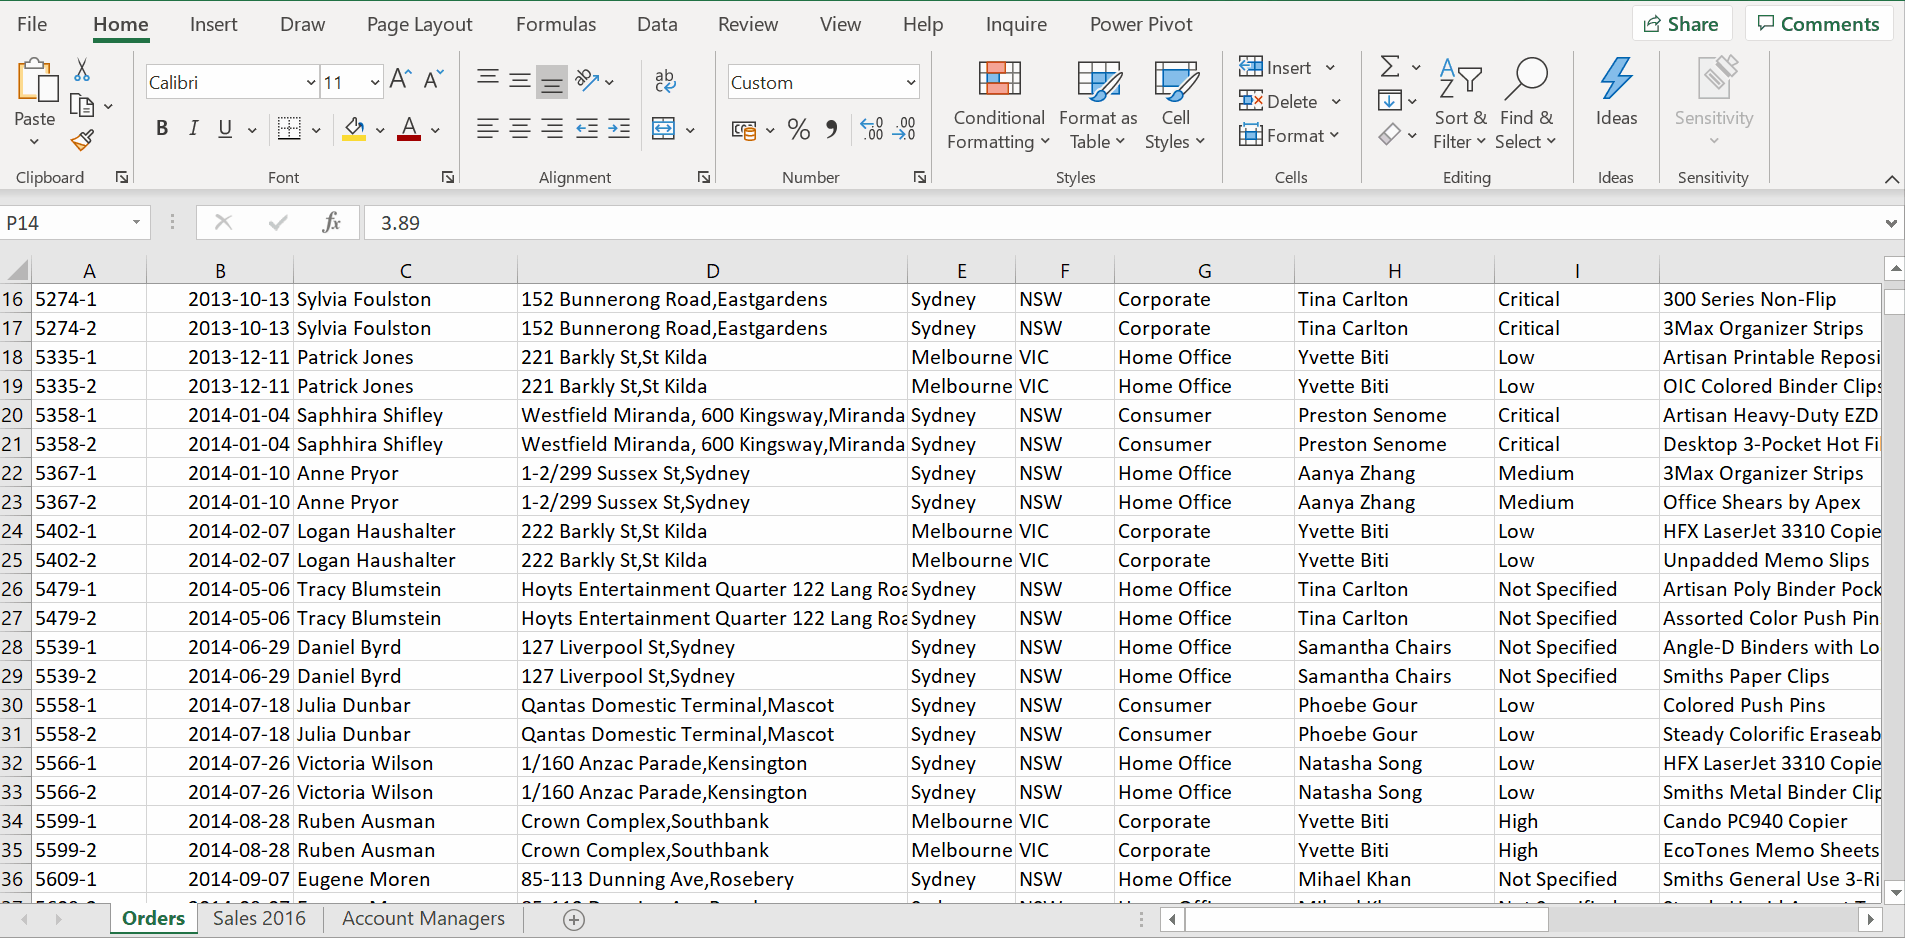 File Home Insert Draw Page Layout Formulas Data Review View Help Inquire Power Pivot Share Comments
Paste
Clipboard
Calibri 11
B I U
Font
Alignment
Custom
Number
Conditional Formatting
Format as Table
Cell Styles
Styles
Insert
Delete
Format
Cells
Sort & Filter
Find & Select
Editing
Ideas
Ideas
Sensitivity
Sensitivity
P14 fx 3.89
A B C D E F G H I
16 5274-1 2013-10-13 Sylvia Foulston 152 Bunnerong Road,Eastgardens Sydney NSW Corporate Tina Carlton Critical 300 Series Non-Flip
17 5274-2 2013-10-13 Sylvia Foulston 152 Bunnerong Road,Eastgardens Sydney NSW Corporate Tina Carlton Critical 3Max Organizer Strips
18 5335-1 2013-12-11 Patrick Jones 221 Barkly St,St Kilda Melbourne VIC Home Office Yvette Biti Low Artisan Printable Reposi
19 5335-2 2013-12-11 Patrick Jones 221 Barkly St,St Kilda Melbourne VIC Home Office Yvette Biti Low OIC Colored Binder Clips
20 5358-1 2014-01-04 Saphhira Shifley Westfield Miranda, 600 Kingsway,Miranda Sydney NSW Consumer Preston Senome Critical Artisan Heavy-Duty EZD
21 5358-2 2014-01-04 Saphhira Shifley Westfield Miranda, 600 Kingsway,Miranda Sydney NSW Consumer Preston Senome Critical Desktop 3-Pocket Hot Fi
22 5367-1 2014-01-10 Anne Pryor 1-2/299 Sussex St,Sydney Sydney NSW Home Office Aanya Zhang Medium 3Max Organizer Strips
23 5367-2 2014-01-10 Anne Pryor 1-2/299 Sussex St,Sydney Sydney NSW Home Office Aanya Zhang Medium Office Shears by Apex
24 5402-1 2014-02-07 Logan Haushalter 222 Barkly St,St Kilda Melbourne VIC Corporate Yvette Biti Low HFX LaserJet 3310 Copie
25 5402-2 2014-02-07 Logan Haushalter 222 Barkly St,St Kilda Melbourne VIC Corporate Yvette Biti Low Unpadded Memo Slips
26 5479-1 2014-05-06 Tracy Blumstein Hoyts Entertainment Quarter 122 Lang Roa Sydney NSW Home Office Tina Carlton Not Specified Artisan Poly Binder Pock
27 5479-2 2014-05-06 Tracy Blumstein Hoyts Entertainment Quarter 122 Lang Roa Sydney NSW Home Office Tina Carlton Not Specified Assorted Color Push Pin
28 5539-1 2014-06-29 Daniel Byrd 127 Liverpool St,Sydney Sydney NSW Home Office Samantha Chairs Not Specified Angle-D Binders with Lo
29 5539-2 2014-06-29 Daniel Byrd 127 Liverpool St,Sydney Sydney NSW Home Office Samantha Chairs Not Specified Smiths Paper Clips
30 5558-1 2014-07-18 Julia Dunbar Qantas Domestic Terminal,Mascot Sydney NSW Consumer Phoebe Gour Low Colored Push Pins
31 5558-2 2014-07-18 Julia Dunbar Qantas Domestic Terminal,Mascot Sydney NSW Consumer Phoebe Gour Low Steady Colorific Eraseab
32 5566-1 2014-07-26 Victoria Wilson 1/160 Anzac Parade,Kensington Sydney NSW Home Office Natasha Song Low HFX LaserJet 3310 Copie
33 5566-2 2014-07-26 Victoria Wilson 1/160 Anzac Parade,Kensington Sydney NSW Home Office Natasha Song Low Smiths Metal Binder Clip
34 5599-1 2014-08-28 Ruben Ausman Crown Complex,Southbank Melbourne VIC Corporate Yvette Biti High Cando PC940 Copier
35 5599-2 2014-08-28 Ruben Ausman Crown Complex,Southbank Melbourne VIC Corporate Yvette Biti High EcoTones Memo Sheets
36 5609-1 2014-09-07 Eugene Moren 85-113 Dunning Ave,Rosebery Sydney NSW Home Office Mihael Khan Not Specified Smiths General Use 3-Ri
Orders Sales 2016 Account Managers